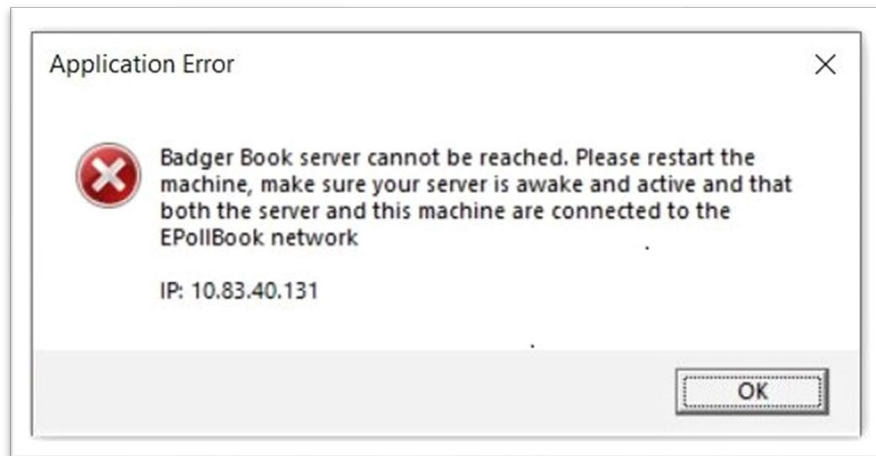 Application Error
Badger Book server cannot be reached. Please restart the
machine, make sure your server is awake and active and that
both the server and this machine are connected to the
EPollBook network
IP: 10.83.40.131
OK